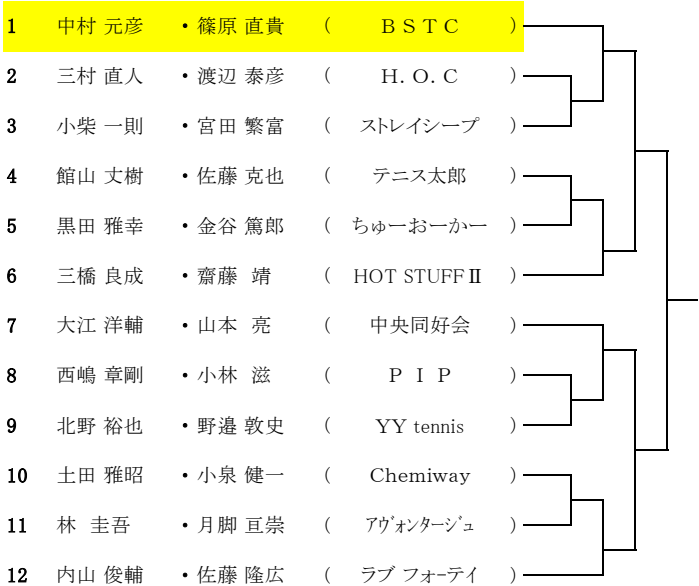 1 中村 元彦 ・ 篠原 直貴 ( B S T C )
2 三村 直人 ・ 渡辺 泰彦 ( H. O. C )
3 小柴 一則 ・ 宮田 繁富 ( ストレイシープ )
4 館山 丈樹 ・ 佐藤 克也 ( テニス太郎 )
5 黒田 雅幸 ・ 金谷 篤郎 ( ちゅーおーかー )
6 三橋 良成 ・ 齋藤 靖 ( HOT STUFFⅡ )
7 大江 洋輔 ・ 山本 亮 ( 中央同好会 )
8 西嶋 章剛 ・ 小林 滋 ( P I P )
9 北野 裕也 ・ 野邉 敦史 ( YY tennis )
10 土田 雅昭 ・ 小泉 健一 ( Chemiway )
11 林 圭吾 ・ 月脚 亘崇 ( アヴォンタージュ )
12 内山 俊輔 ・ 佐藤 隆広 ( ラブ フォーテイ )